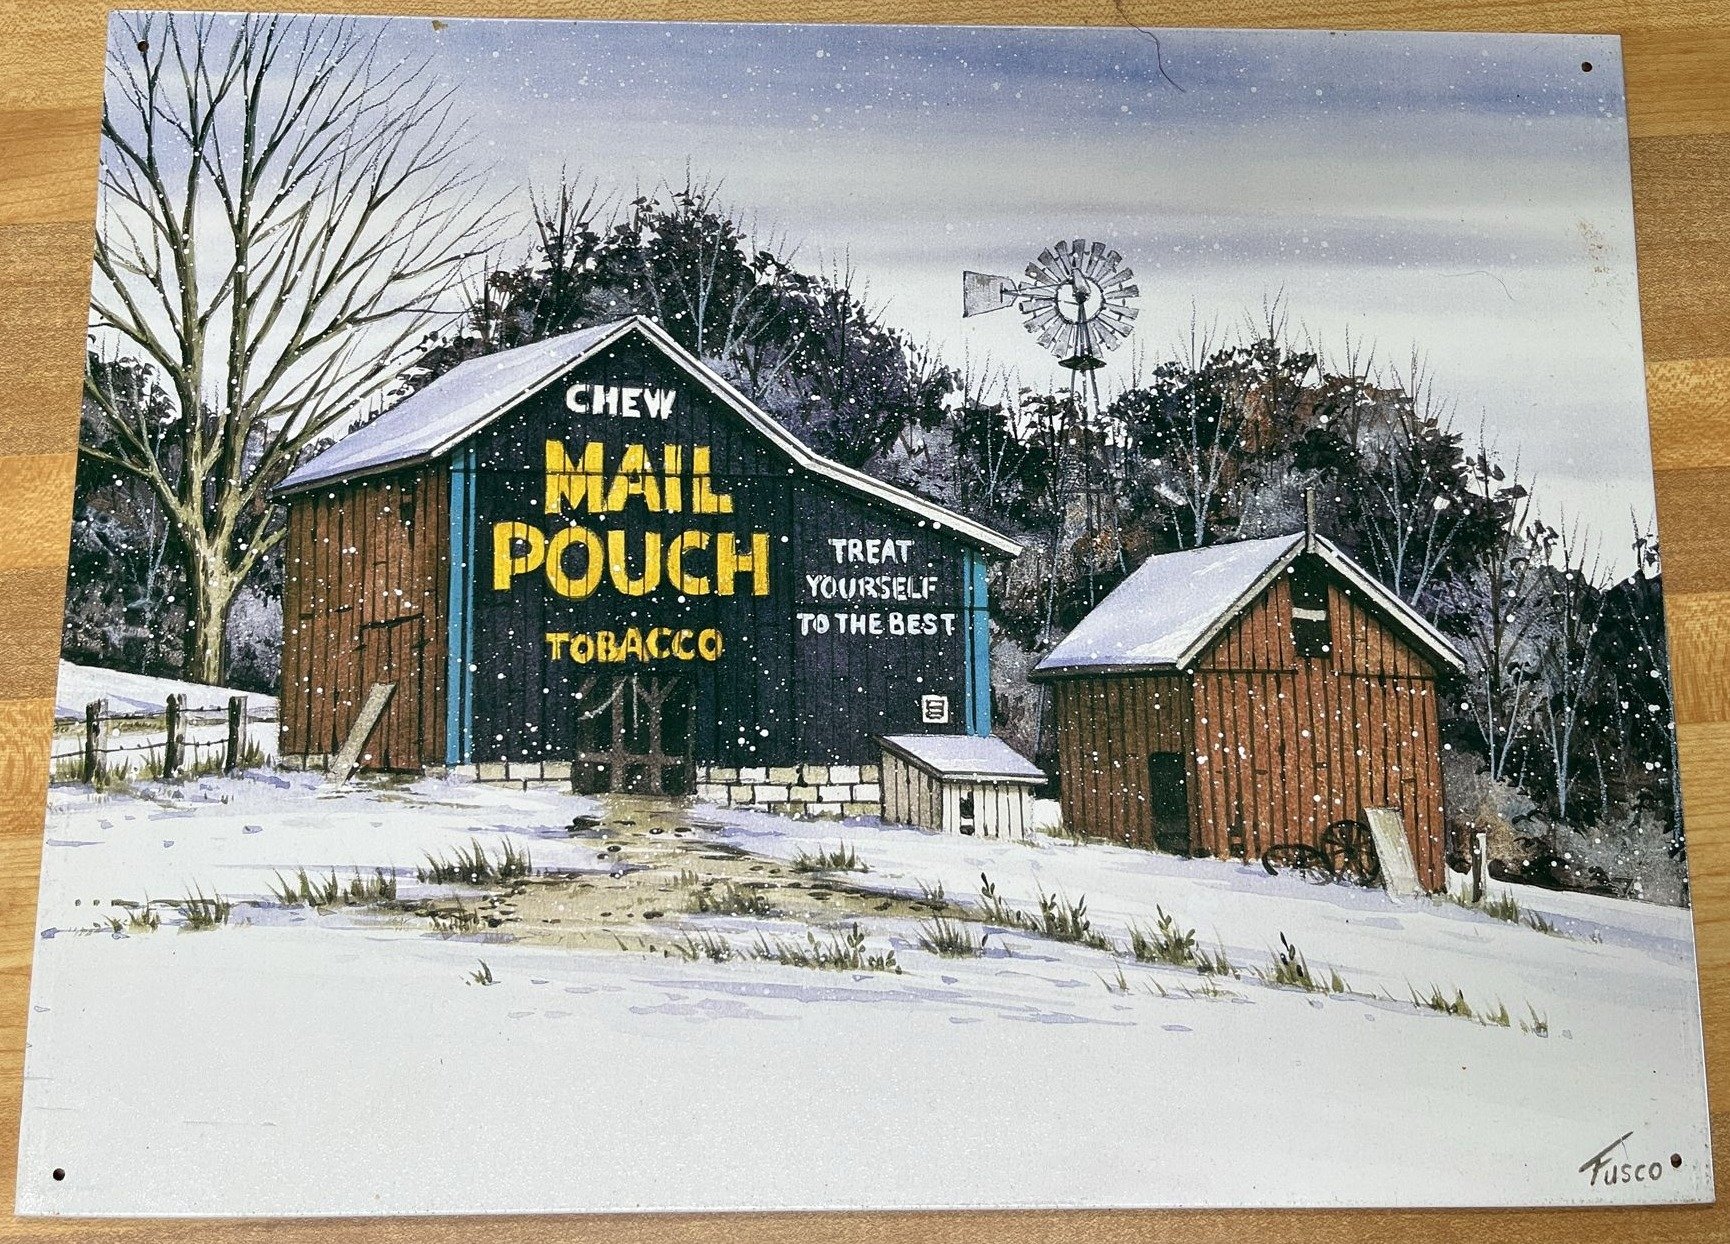 CHEW
MAIL
POUCH
TOBACCO
TREAT
YOURSELF
TO THE BEST
Fusco